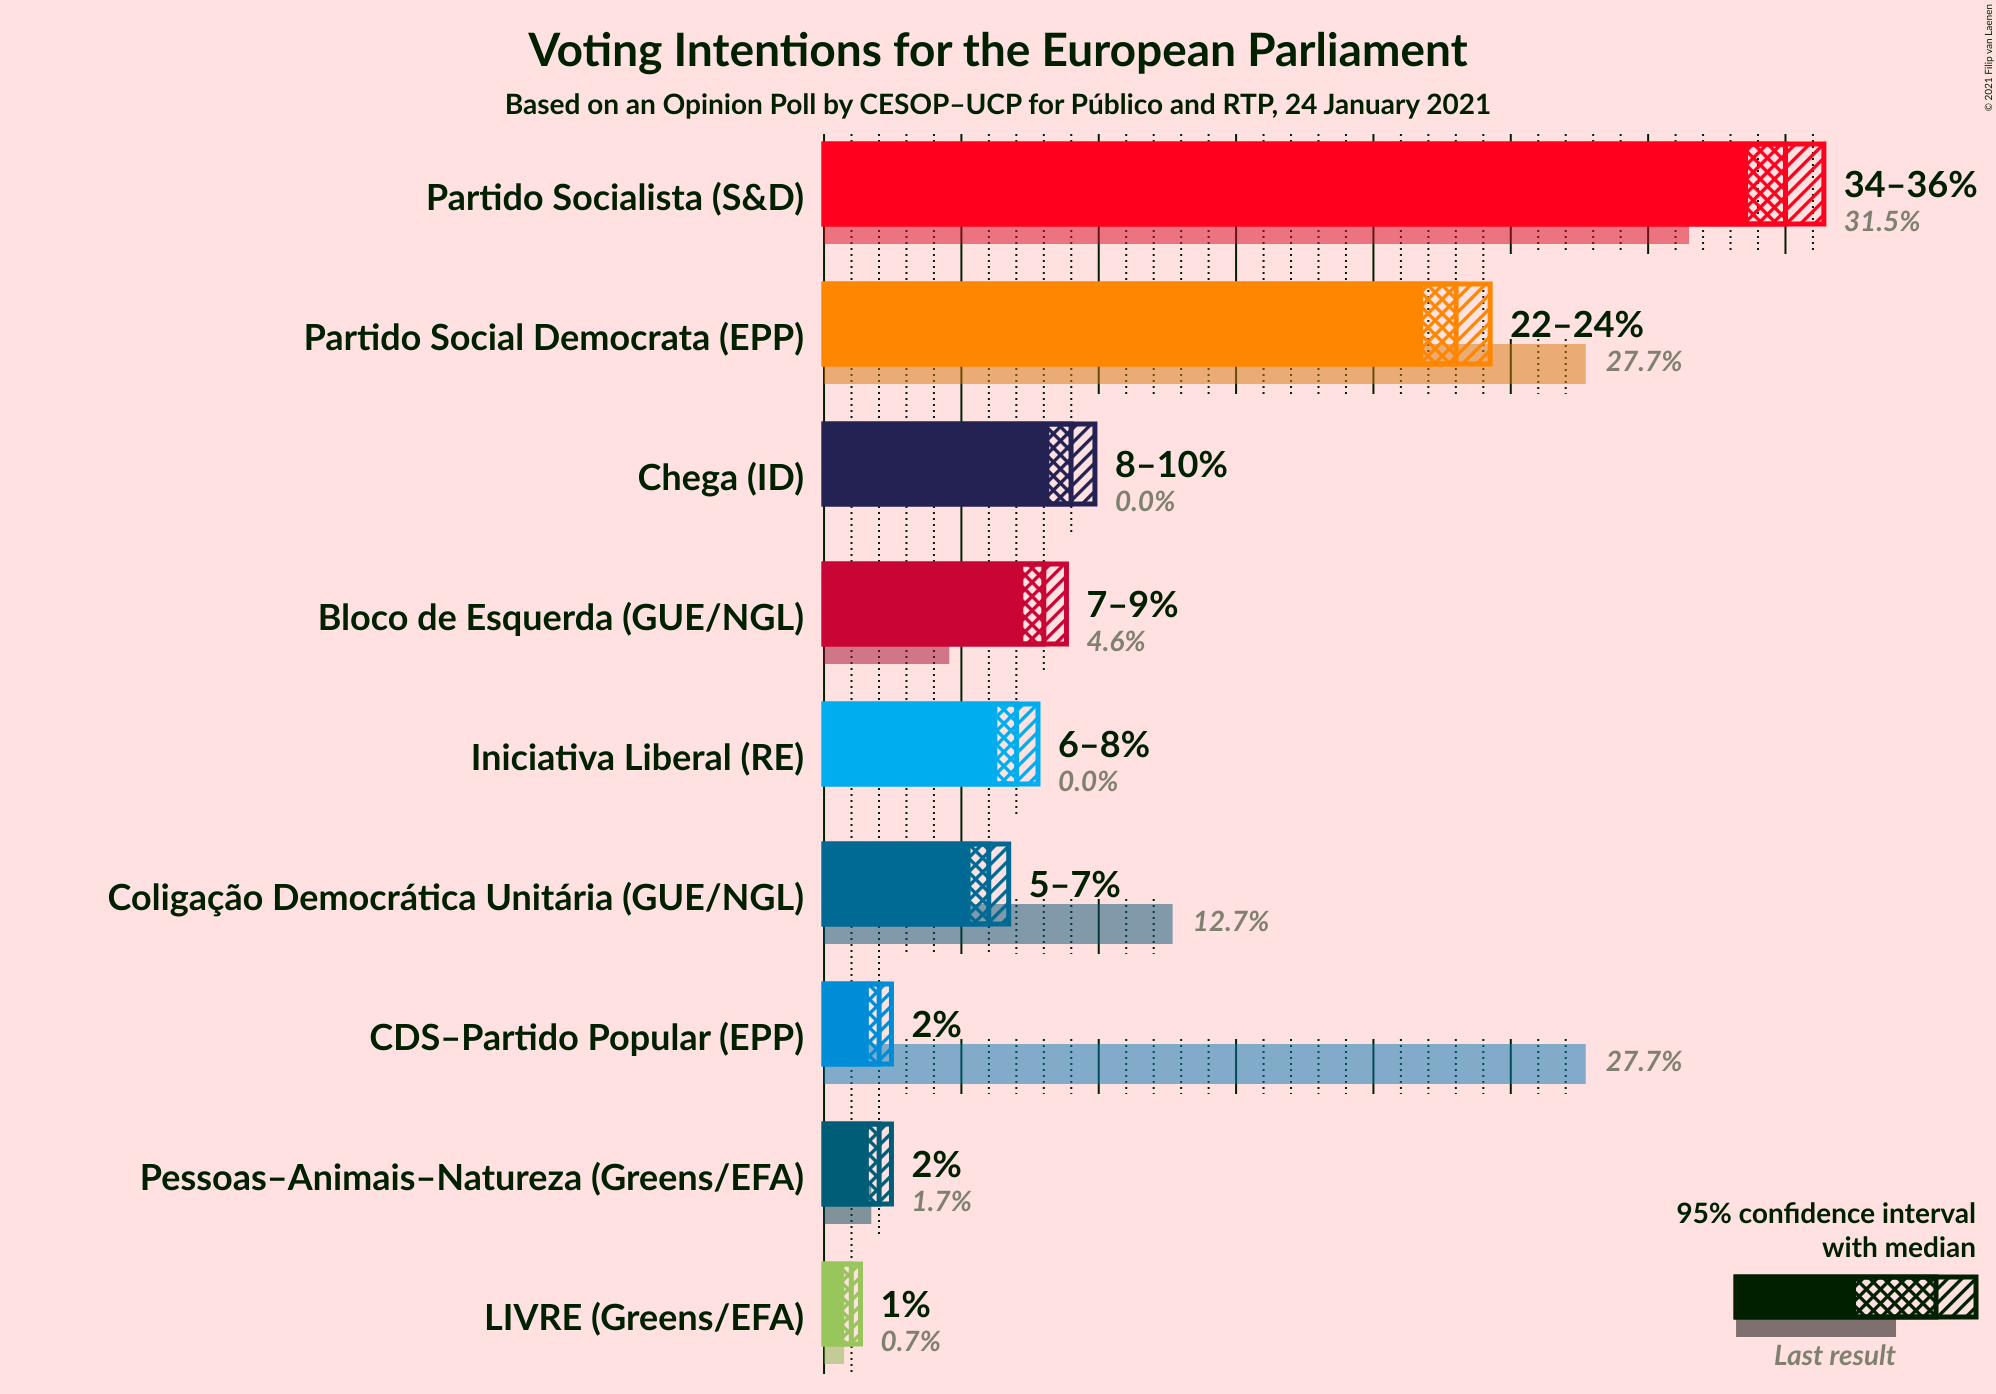 Voting Intentions for the European Parliament
Based on an Opinion Poll by CESOP–UCP for Público and RTP, 24 January 2021
© 2021 Filip van Laenen
Partido Socialista (S&D)
34–36%
31.5%
Partido Social Democrata (EPP)
22–24%
27.7%
Chega (ID)
8–10%
0.0%
Bloco de Esquerda (GUE/NGL)
7–9%
4.6%
Iniciativa Liberal (RE)
6–8%
0.0%
Coligação Democrática Unitária (GUE/NGL)
5–7%
12.7%
CDS–Partido Popular (EPP)
2%
27.7%
Pessoas–Animais–Natureza (Greens/EFA)
2%
1.7%
LIVRE (Greens/EFA)
1%
0.7%
95% confidence interval
with median
Last result